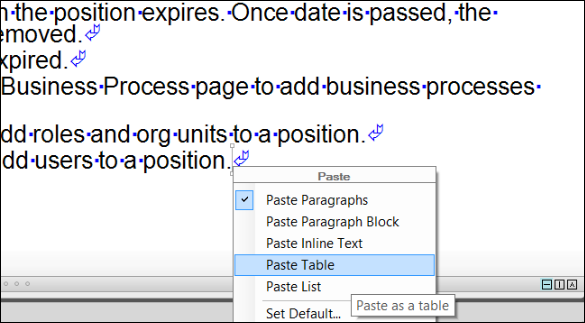 n the position expires. Once date is passed, the
emoved.
xpired.
Business Process page to add business processes
dd roles and org units to a position.
dd users to a position.
Paste
Paste Paragraphs
Paste Paragraph Block
Paste Inline Text
Paste Table
Paste List
Paste as a table
Set Default...